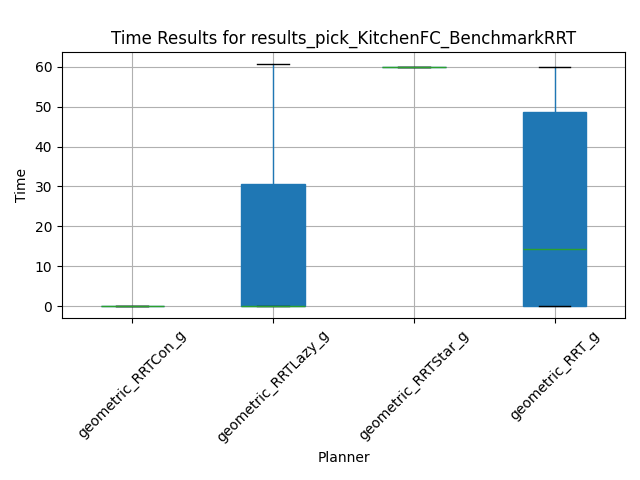 Time Results for results_pick_KitchenFC_BenchmarkRRT
60
50
40
30
20
10
0
Time
geometric_RRTCon_g
geometric_RRTLazy_g
geometric_RRTStar_g
geometric_RRT_g
Planner